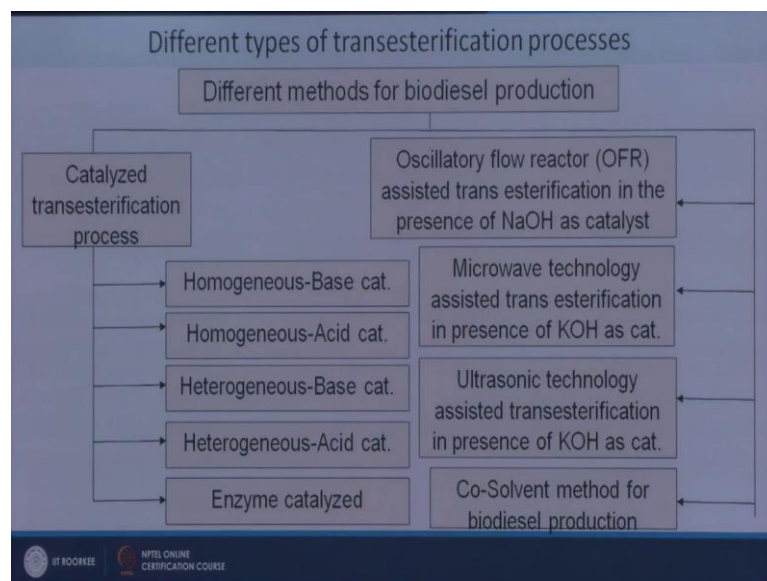 Different types of transesterification processes
Different methods for biodiesel production
Catalyzed
transesterification
process
Homogeneous-Base cat.
Homogeneous-Acid cat.
Heterogeneous-Base cat.
Heterogeneous-Acid cat.
Enzyme catalyzed
Oscillatory flow reactor (OFR)
assisted trans esterification in the
presence of NaOH as catalyst
Microwave technology
assisted trans esterification
in presence of KOH as cat.
Ultrasonic technology
assisted transesterification
in presence of KOH as cat.
Co-Solvent method for
biodiesel production
IIT ROORKEE
NPTEL ONLINE
CERTIFICATION COURSE